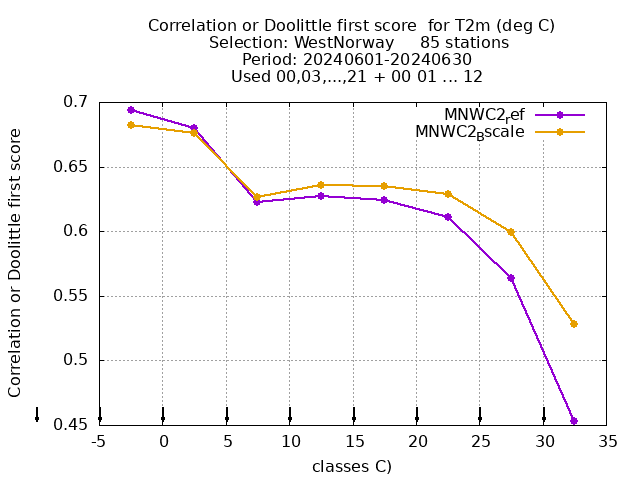 Correlation or Doolittle first score  for T2m (deg C)
Selection: WestNorway     85 stations
Period: 20240601-20240630
Used 00,03,...,21 + 00 01 ... 12
Correlation or Doolittle first score
0.7
0.65
0.6
0.55
0.5
0.45
MNWC2ref
MNWC2Bscale
-5
0
5
10
15
20
25
30
35
classes C)